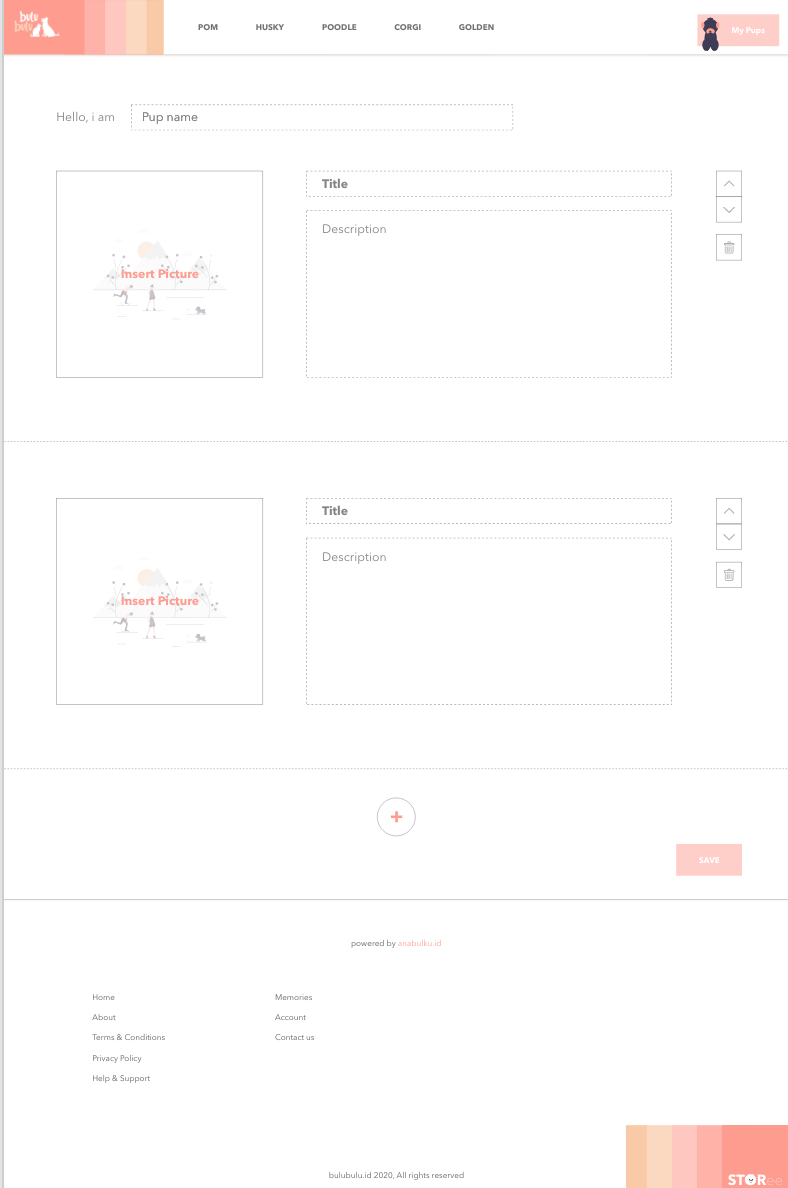 bulu
bulu
POM HUSKY POODLE CORGI GOLDEN My Pups
Hello, i am Pup name
Insert Picture
Title
Description
Insert Picture
Title
Description
+
SAVE
powered by anabulku.id
Home
About
Terms & Conditions
Privacy Policy
Help & Support
Memories
Account
Contact us
bulubulu.id 2020, All rights reserved
STORee